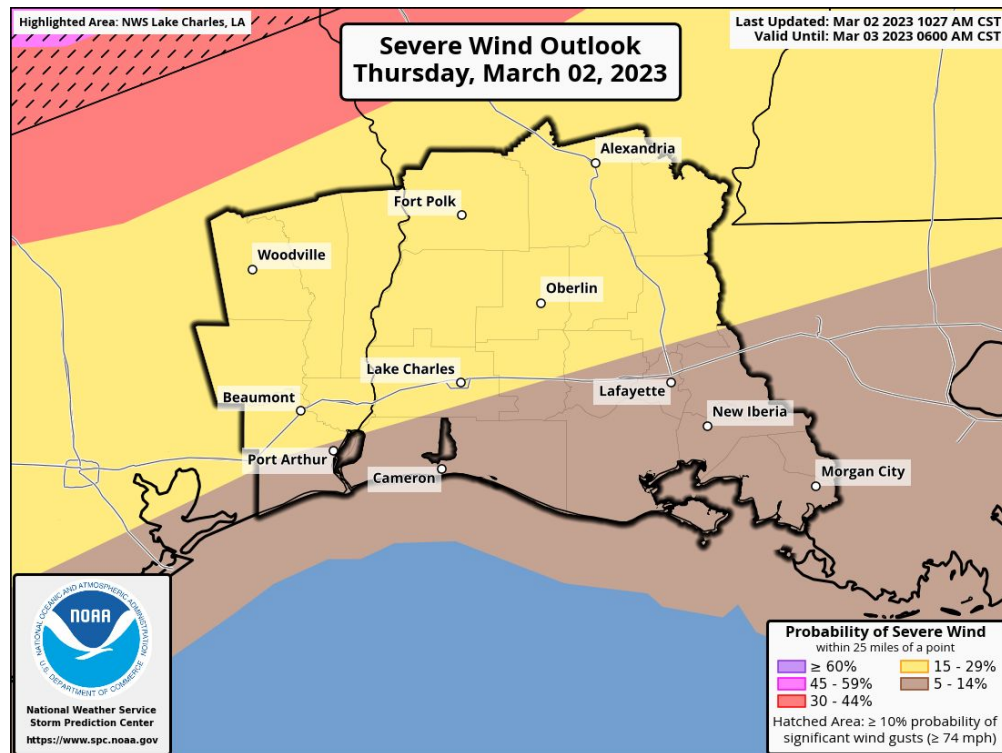 Highlighted Area: NWS Lake Charles, LA
Last Updated: Mar 02 2023 1027 AM CST
Valid Until: Mar 03 2023 0600 AM CST
Severe Wind Outlook
Thursday, March 02, 2023
Alexandria
Fort Polk
Woodville
Oberlin
Lake Charles
Lafayette
Beaumont
New Iberia
Port Arthur
Cameron
Morgan City
NATIONAL OCEANIC AND ATMOSPHERIC ADMINISTRATION
NOAA
U.S. DEPARTMENT OF COMMERCE
National Weather Service
Storm Prediction Center
https://www.spc.noaa.gov
Probability of Severe Wind
within 25 miles of a point
≥ 60%
15 - 29%
45 - 59%
5 - 14%
30 - 44%
Hatched Area: ≥ 10% probability of
significant wind gusts (≥ 74 mph)